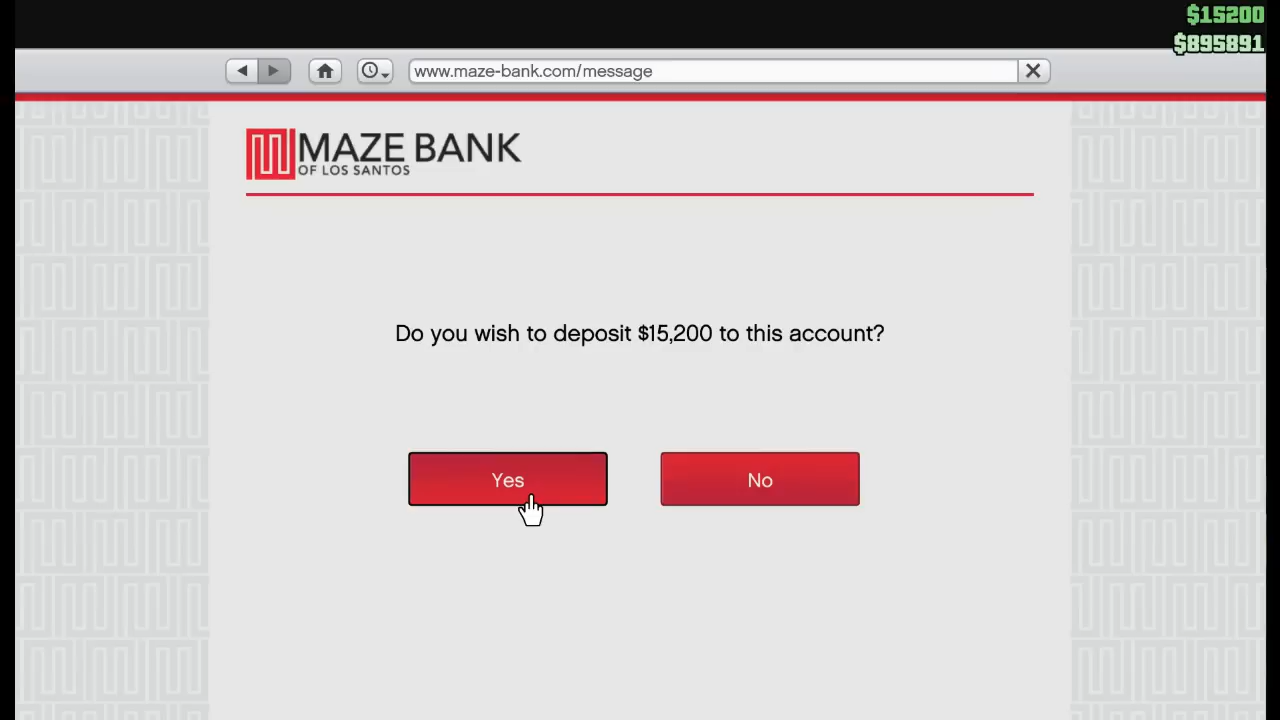 $15200
$895891
www.maze-bank.com/message
MAZE BANK
OF LOS SANTOS
Do you wish to deposit $15,200 to this account?
Yes
No